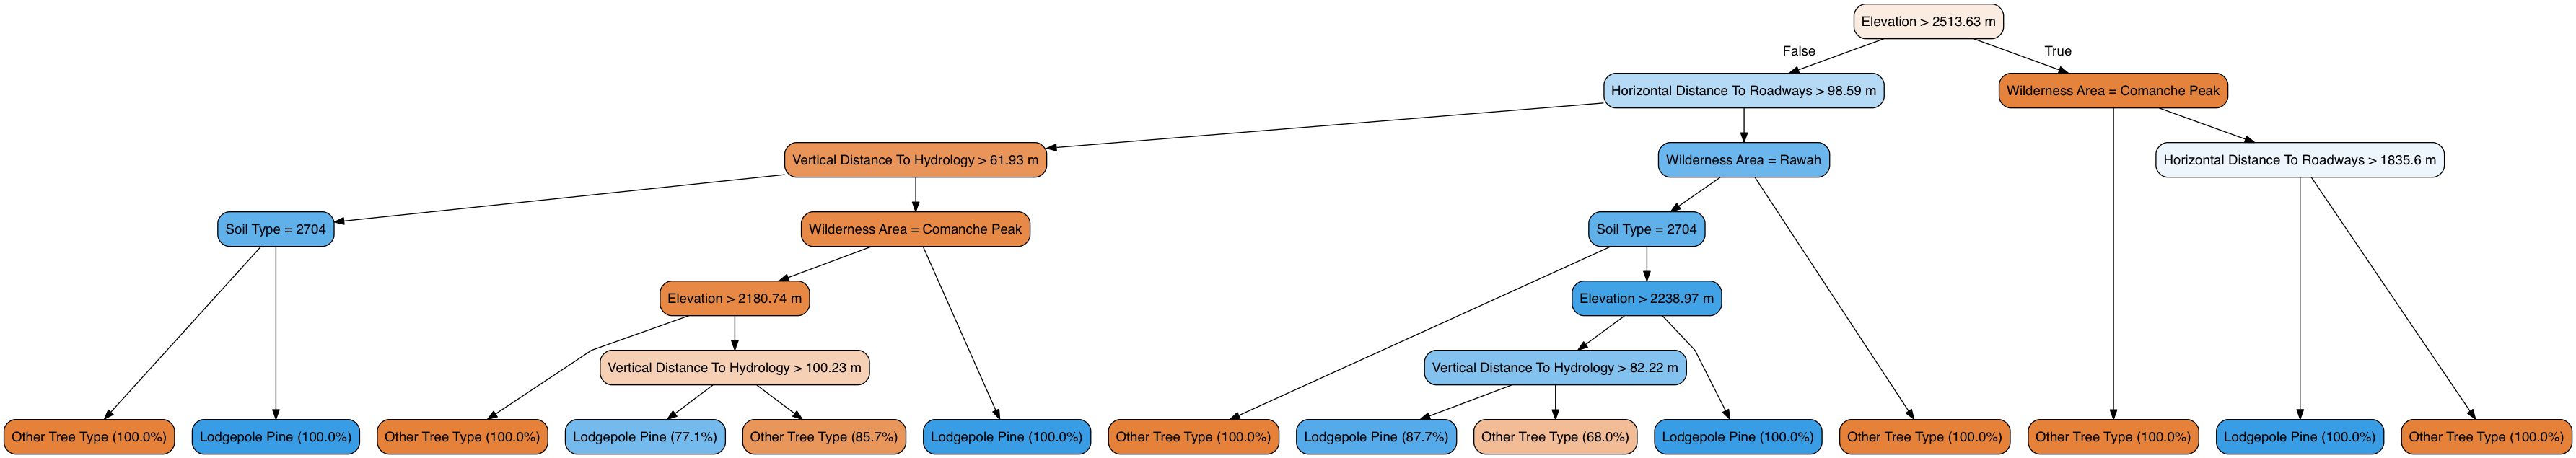 Elevation > 2513.63 m
False
True
Horizontal Distance To Roadways > 98.59 m
Wilderness Area = Comanche Peak
Vertical Distance To Hydrology > 61.93 m
Wilderness Area = Rawah
Horizontal Distance To Roadways > 1835.6 m
Soil Type = 2704
Wilderness Area = Comanche Peak
Soil Type = 2704
Elevation > 2180.74 m
Elevation > 2238.97 m
Vertical Distance To Hydrology > 100.23 m
Vertical Distance To Hydrology > 82.22 m
Other Tree Type (100.0%)
Lodgepole Pine (100.0%)
Other Tree Type (100.0%)
Lodgepole Pine (77.1%)
Other Tree Type (85.7%)
Lodgepole Pine (100.0%)
Other Tree Type (100.0%)
Lodgepole Pine (87.7%)
Other Tree Type (68.0%)
Lodgepole Pine (100.0%)
Other Tree Type (100.0%)
Other Tree Type (100.0%)
Lodgepole Pine (100.0%)
Other Tree Type (100.0%)